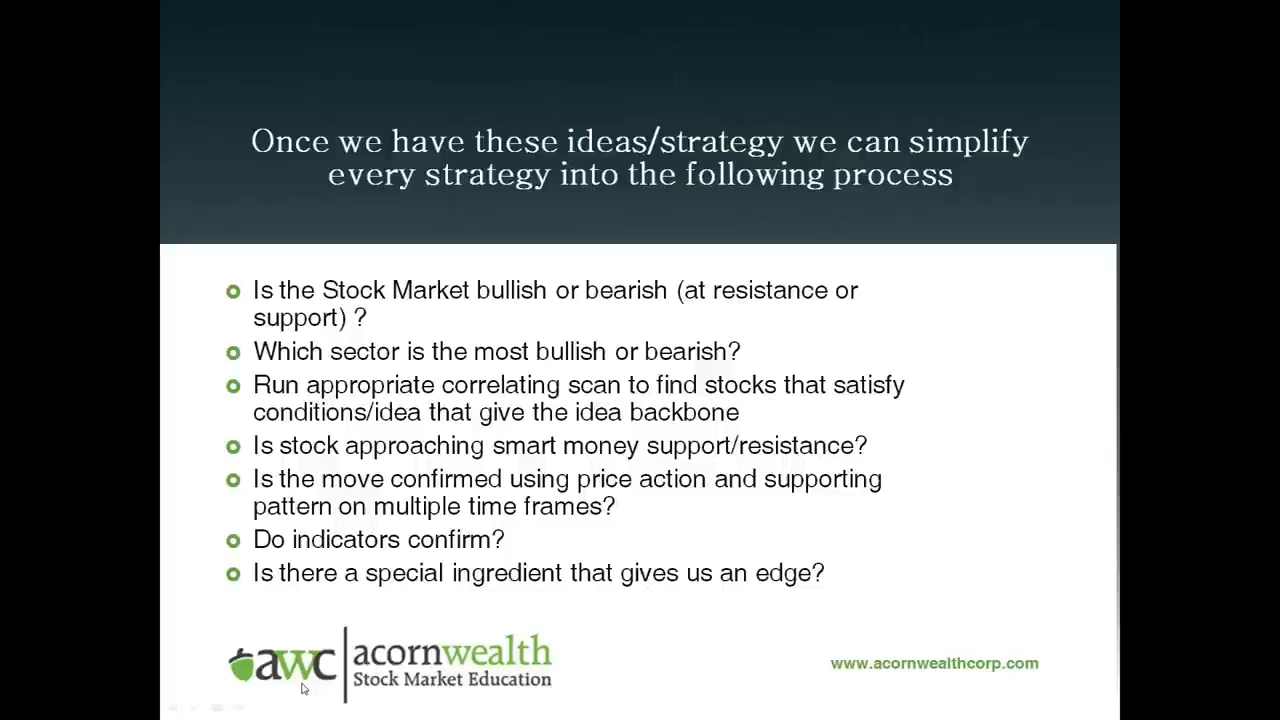 Once we have these ideas/strategy we can simplify
every strategy into the following process
Is the Stock Market bullish or bearish (at resistance or
support) ?
Which sector is the most bullish or bearish?
Run appropriate correlating scan to find stocks that satisfy
conditions/idea that give the idea backbone
Is stock approaching smart money support/resistance?
Is the move confirmed using price action and supporting
pattern on multiple time frames?
Do indicators confirm?
Is there a special ingredient that gives us an edge?
awc
acornwealth
Stock Market Education
www.acornwealthcorp.com